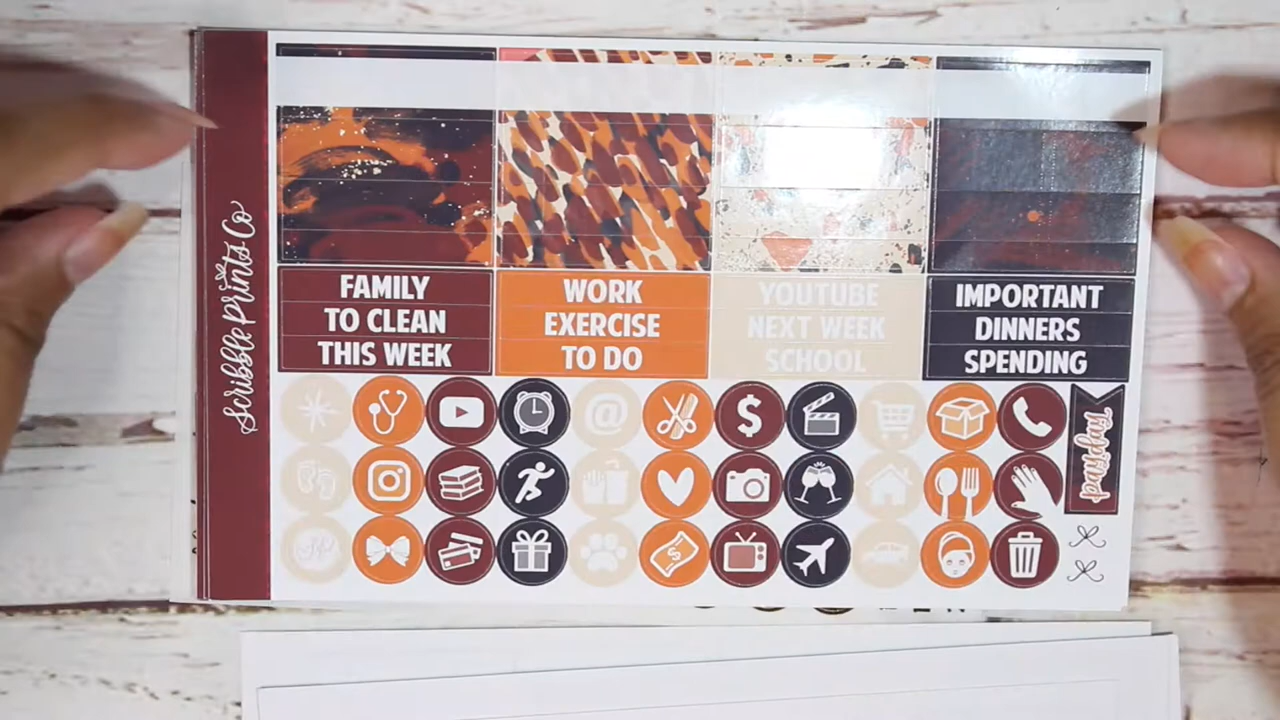 Scribble Prints Co
FAMILY
TO CLEAN
THIS WEEK
WORK
EXERCISE
TO DO
YOUTUBE
NEXT WEEK
SCHOOL
IMPORTANT
DINNERS
SPENDING
@
$
payday
$